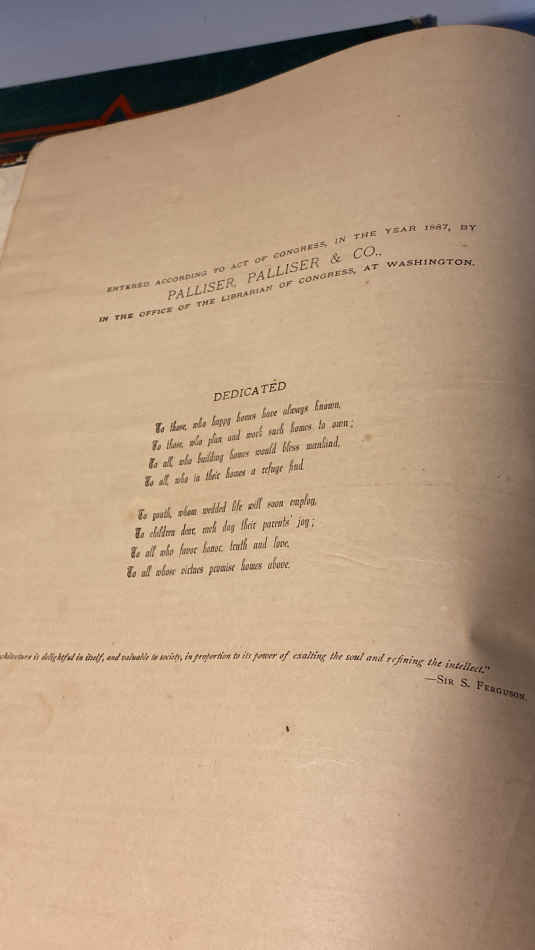 ENTERED ACCORDING TO ACT OF CONGRESS, IN THE YEAR 1887, BY
PALLISER, PALLISER & CO.,
IN THE OFFICE OF THE LIBRARIAN OF CONGRESS, AT WASHINGTON.
DEDICATED
To those, who happy homes have always known,
To those, who plan and work such homes to own;
To all, who building homes would bless mankind,
To all, who in their homes a refuge find.
To youth, whom wedded life will soon employ,
To children dear, each day their parents' joy;
To all who favor honor, truth and love,
To all whose virtues promise homes above.
chitecture is delightful in itself, and valuable to society, in proportion to its power of exalting the soul and refining the intellect."
—SIR S. FERGUSON.